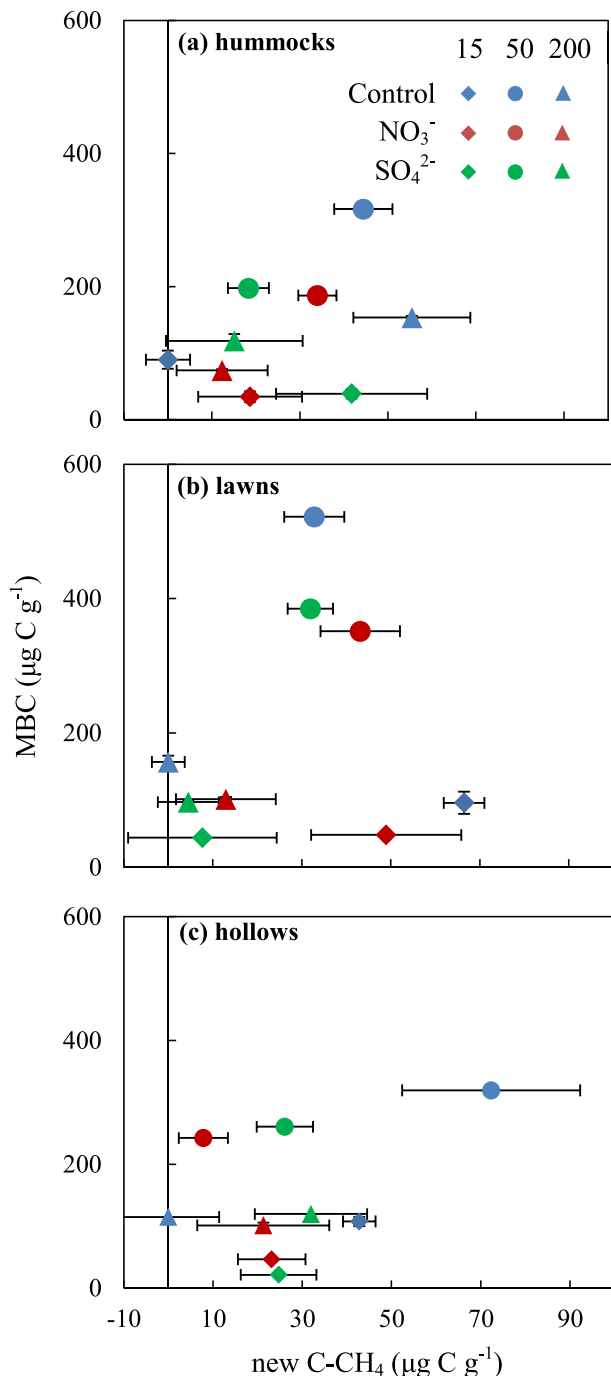 600
(a) hummocks
15 50 200
Control
NO₃⁻
SO₄²⁻
400
200
0
600
(b) lawns
400
200
0
MBC (µg C g⁻¹)
600
(c) hollows
400
200
0
-10 10 30 50 70 90
new C-CH₄ (µg C g⁻¹)